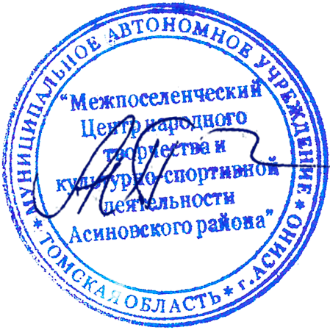 МУНИЦИПАЛЬНОЕ АВТОНОМНОЕ УЧРЕЖДЕНИЕ
* ТОМСКАЯ ОБЛАСТЬ * г. АСИНО *
"Межпоселенческий
Центр народного
творчества и
культурно-спортивной
деятельности
Асиновского района"